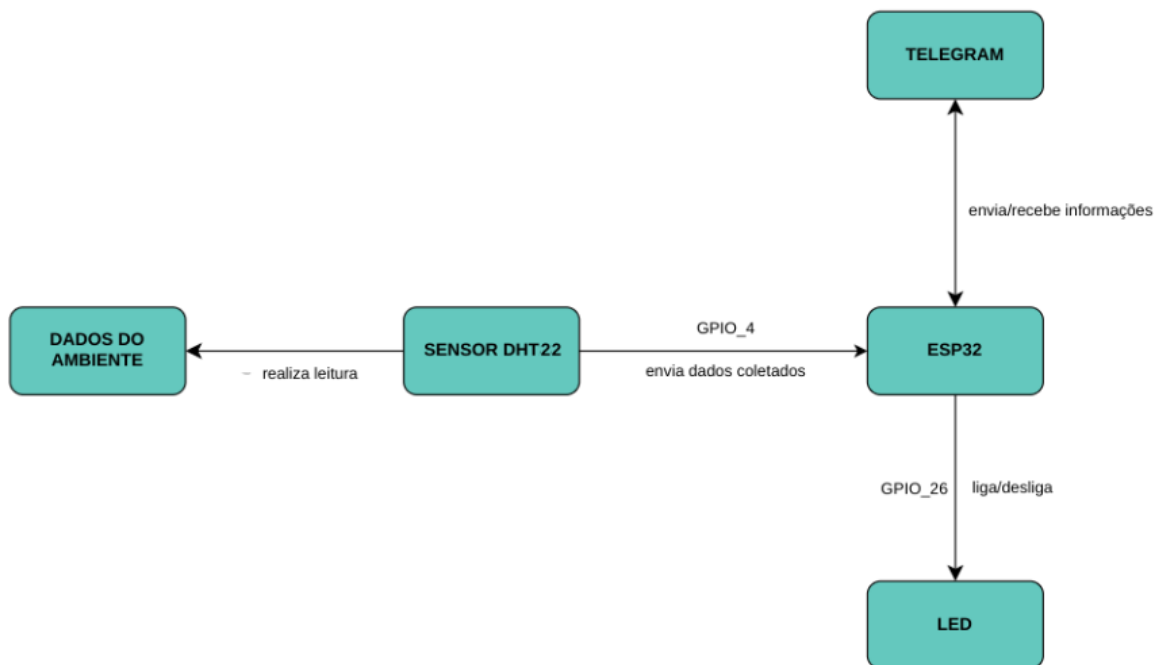 TELEGRAM
envia/recebe informações
DADOS DO
AMBIENTE
realiza leitura
SENSOR DHT22
GPIO_4
envia dados coletados
ESP32
GPIO_26
liga/desliga
LED